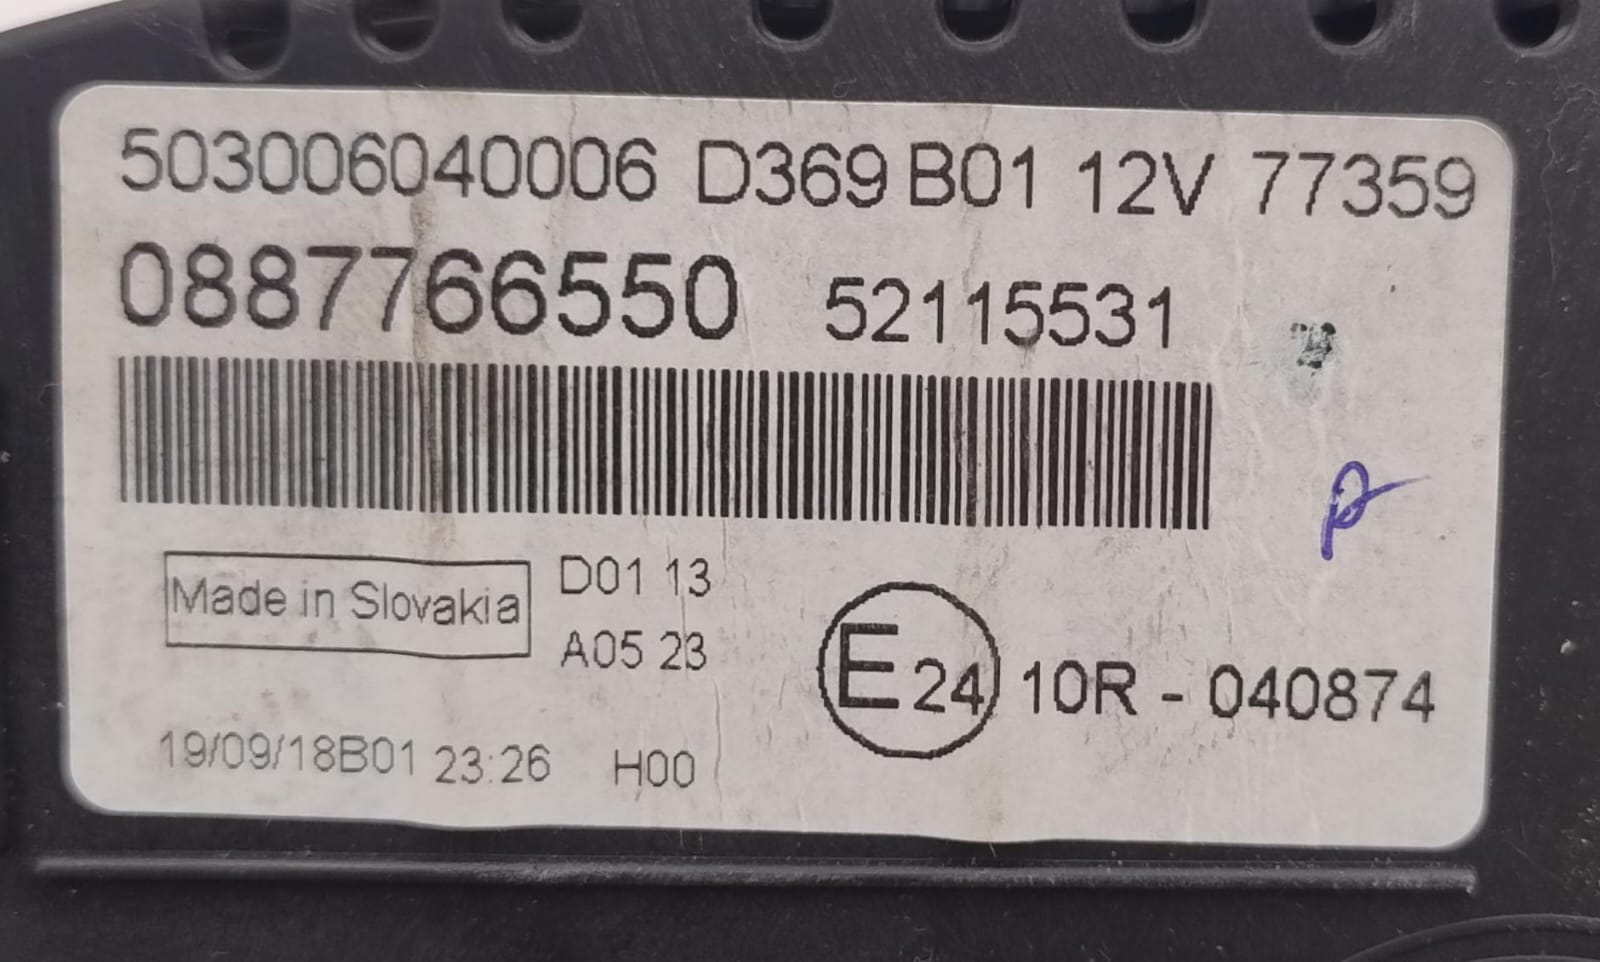 503006040006 D369 B01 12V 77359
0887766550 52115531
Made in Slovakia
D01 13
A05 23
E24 10R - 040874
19/09/18B01 23:26 H00